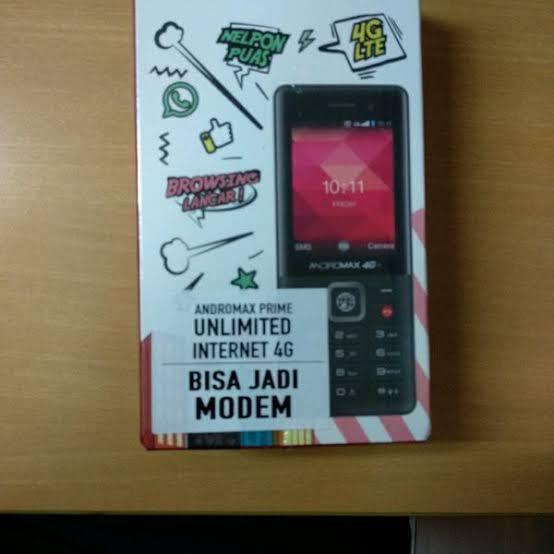 NELPON
PUAS
4G
LTE
BROWSING
LANCAR!
10:11
FRIDAY
SMS
Camera
ANDROMAX 4G
ANDROMAX PRIME
UNLIMITED
INTERNET 4G
BISA JADI
MODEM